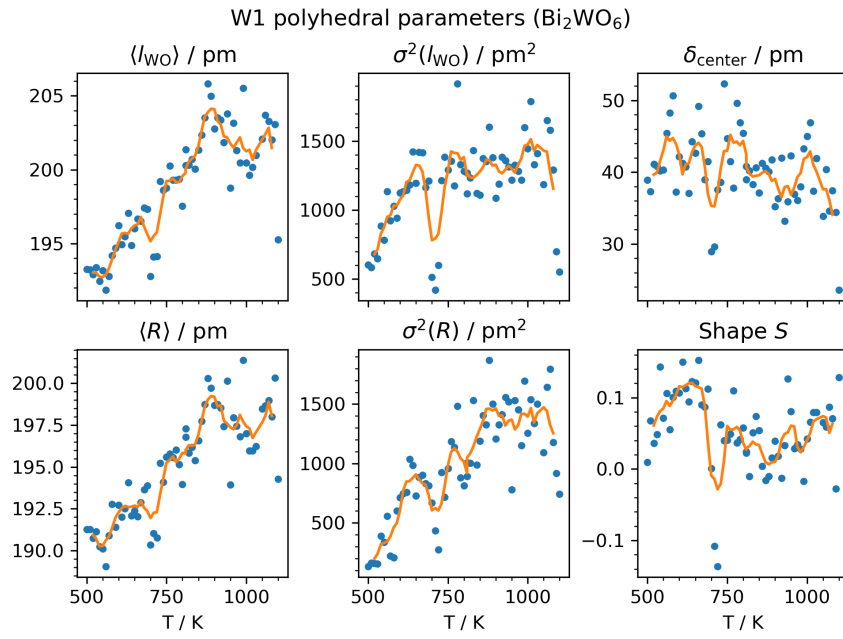 W1 polyhedral parameters (Bi₂WO₆)
⟨l_WO⟩ / pm
σ²(l_WO) / pm²
δ_center / pm
205
200
195
1500
1000
500
50
40
30
⟨R⟩ / pm
σ²(R) / pm²
Shape S
200.0
197.5
195.0
192.5
190.0
1500
1000
500
0.1
0.0
−0.1
500 750 1000
500 750 1000
500 750 1000
T / K
T / K
T / K